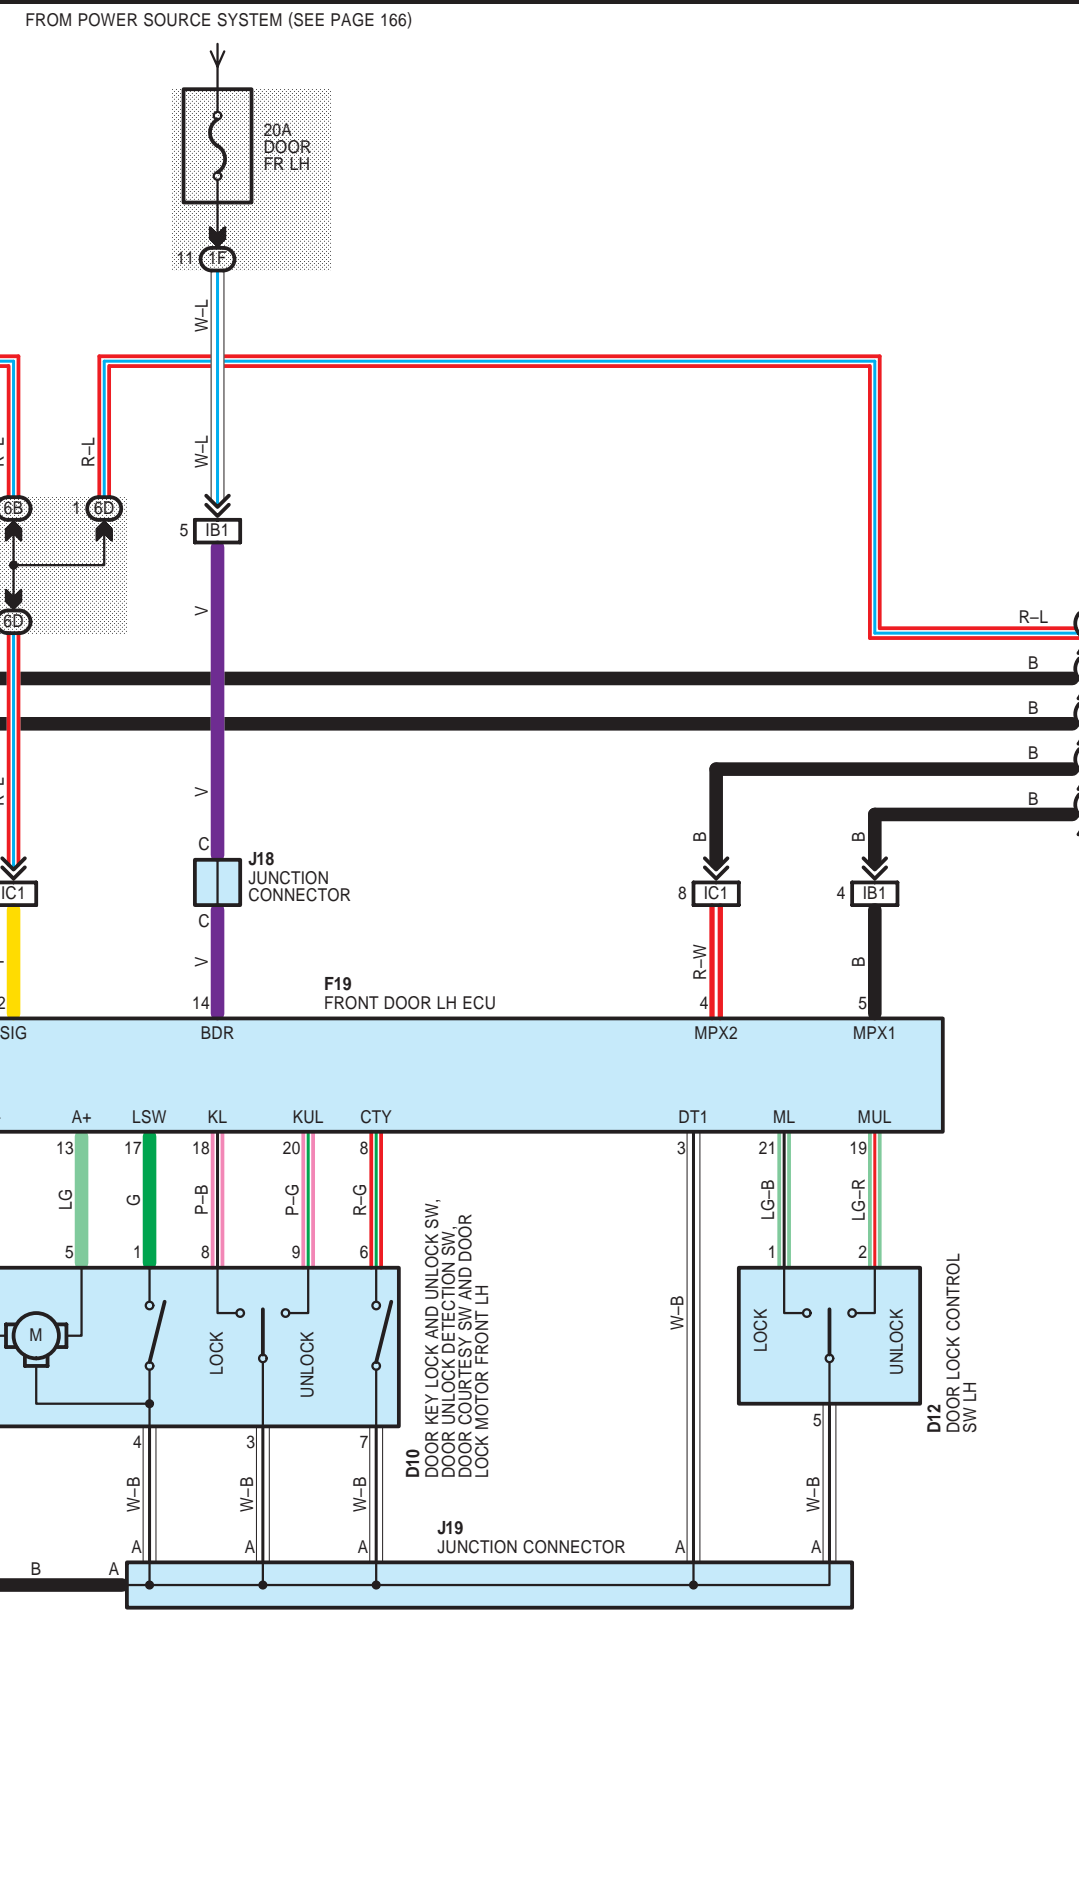 FROM POWER SOURCE SYSTEM (SEE PAGE 166)
20A
DOOR
FR LH
11 1F
W–L
R–L
W–L
6B
1 6D
5 IB1
6D
V
R–L
B
B
B
B
V
C
J18
JUNCTION
CONNECTOR
C
V
B
B
IC1
8 IC1
4 IB1
R–W
B
F19
FRONT DOOR LH ECU
2
14
4
5
SIG
BDR
MPX2
MPX1
A+
LSW
KL
KUL
CTY
DT1
ML
MUL
13
17
18
20
8
3
21
19
LG
G
P–B
P–G
R–G
LG–B
LG–R
5
1
8
9
6
1
2
M
LOCK
UNLOCK
D10
DOOR KEY LOCK AND UNLOCK SW,
DOOR UNLOCK DETECTION SW,
DOOR COURTESY SW AND DOOR
LOCK MOTOR FRONT LH
W–B
LOCK
UNLOCK
D12
DOOR LOCK CONTROL
SW LH
4
3
7
5
W–B
W–B
W–B
W–B
J19
JUNCTION CONNECTOR
A
A
A
A
A
B
A